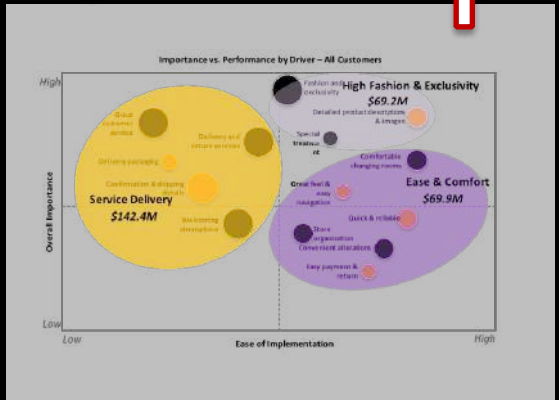 Importance vs. Performance by Driver – All Customers
High
Fashion and
exclusivity
High Fashion & Exclusivity
$69.2M
Detailed product descriptions
& images
Great
customer
service
Delivery and
return services
Special
Treatment
Delivery packaging
Comfortable
changing rooms
Confirmation & shipping
details
Great feel &
easy
navigation
Ease & Comfort
$69.9M
Service Delivery
$142.4M
Quick & reliable
Welcoming
atmosphere
Store
organization
Convenient alterations
Easy payment &
return
Overall Importance
Low
Low
Ease of Implementation
High